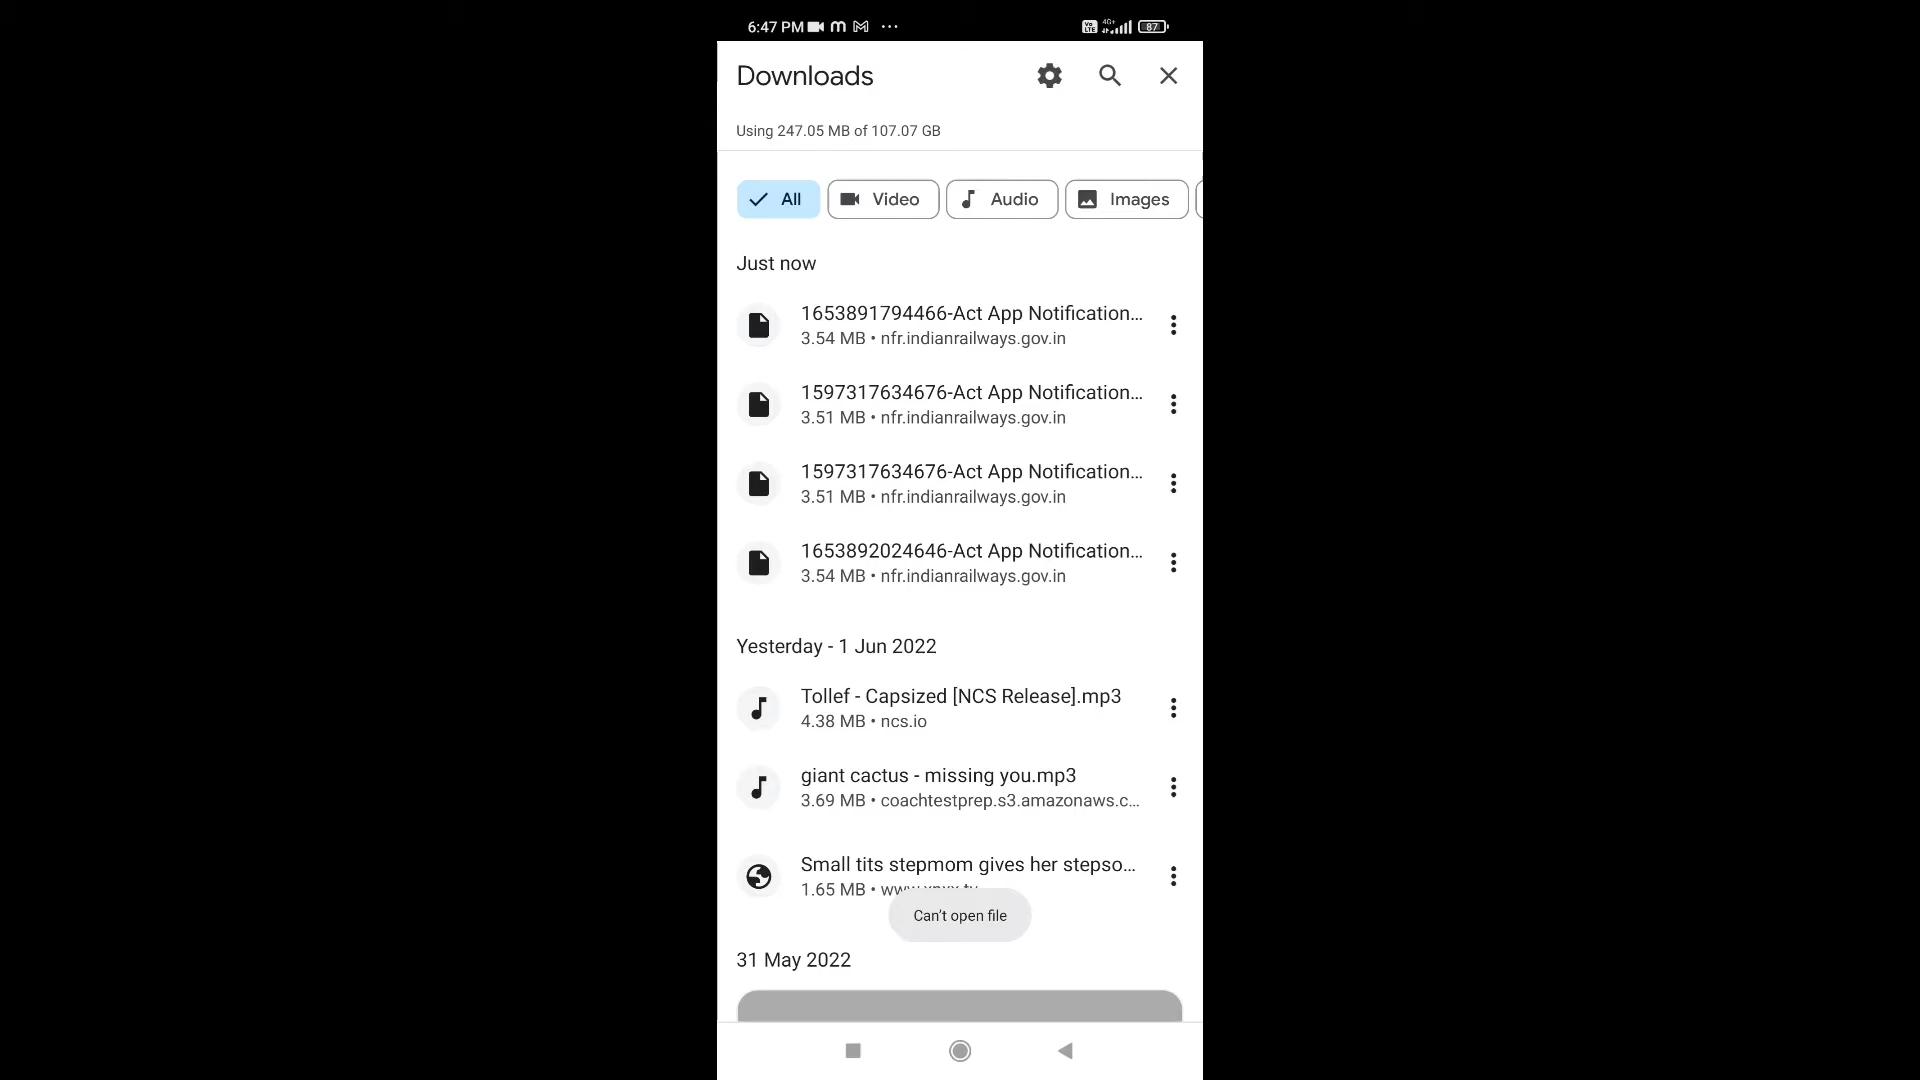 6:47 PM
Vo LTE 4G+ 87
Downloads
Using 247.05 MB of 107.07 GB
All Video Audio Images
Just now
1653891794466-Act App Notification...
3.54 MB • nfr.indianrailways.gov.in
1597317634676-Act App Notification...
3.51 MB • nfr.indianrailways.gov.in
1597317634676-Act App Notification...
3.51 MB • nfr.indianrailways.gov.in
1653892024646-Act App Notification...
3.54 MB • nfr.indianrailways.gov.in
Yesterday - 1 Jun 2022
Tollef - Capsized [NCS Release].mp3
4.38 MB • ncs.io
giant cactus - missing you.mp3
3.69 MB • coachtestprep.s3.amazonaws.c...
Small tits stepmom gives her stepso...
1.65 MB •
Can't open file
31 May 2022